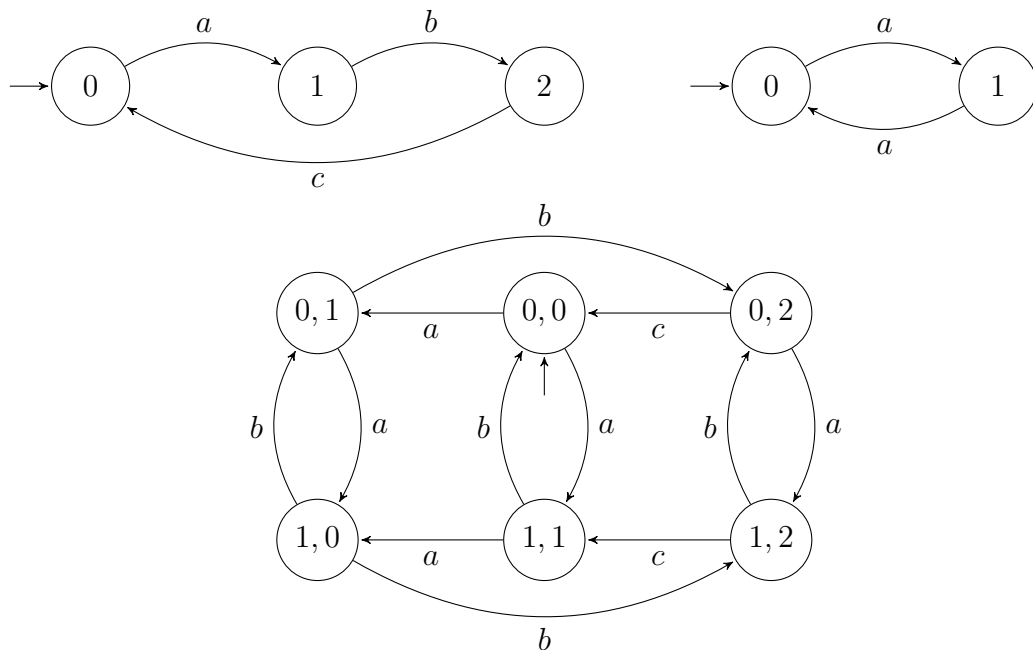 a b a
0 1 2 0 1
c a
b
0, 1 0, 0 0, 2
a c
b a b a b a
1, 0 1, 1 1, 2
a c
b